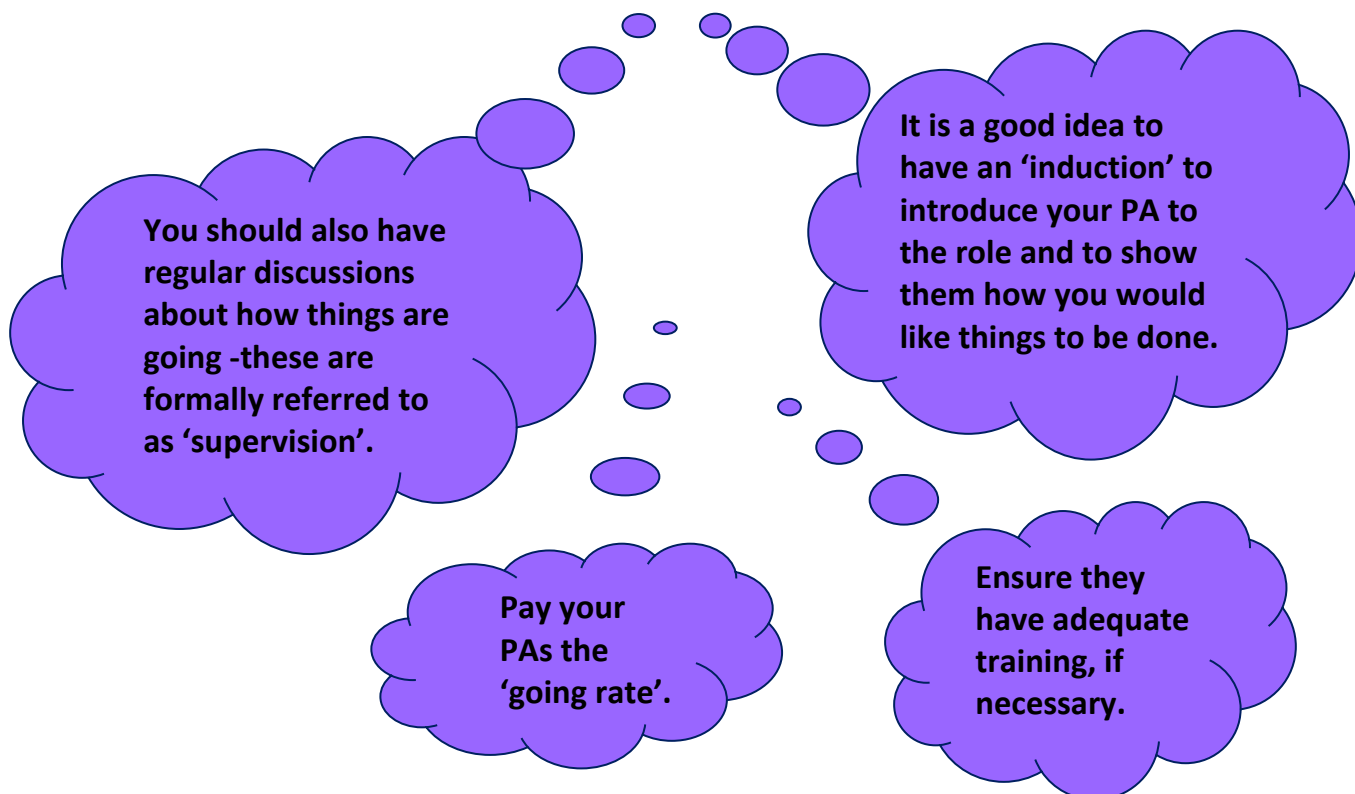 You should also have
regular discussions
about how things are
going -these are
formally referred to
as ‘supervision’.
It is a good idea to
have an ‘induction’ to
introduce your PA to
the role and to show
them how you would
like things to be done.
Pay your
PAs the
‘going rate’.
Ensure they
have adequate
training, if
necessary.